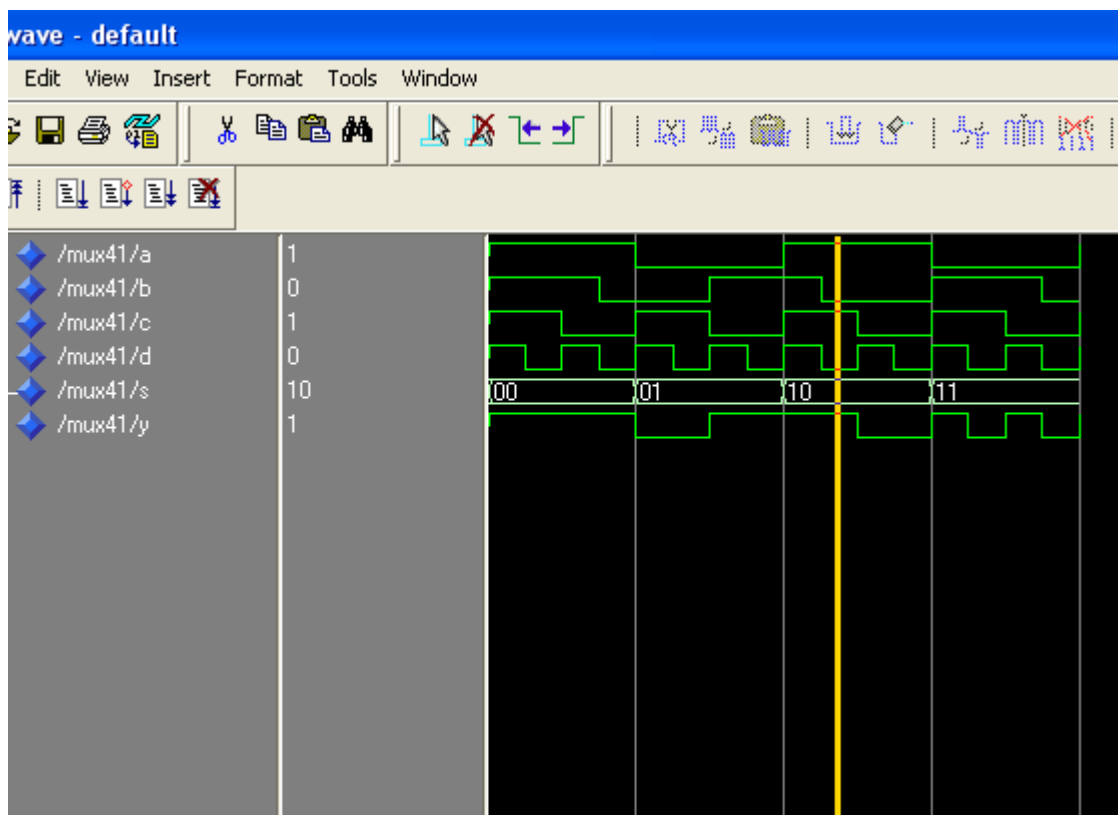 wave - default
Edit View Insert Format Tools Window
/mux41/a 1
/mux41/b 0
/mux41/c 1
/mux41/d 0
/mux41/s 10 00 01 10 11
/mux41/y 1